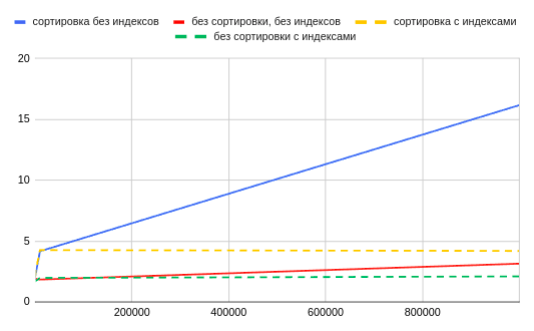 сортировка без индексов без сортировки, без индексов сортировка с индексами
без сортировки с индексами
20
15
10
5
0
200000 400000 600000 800000